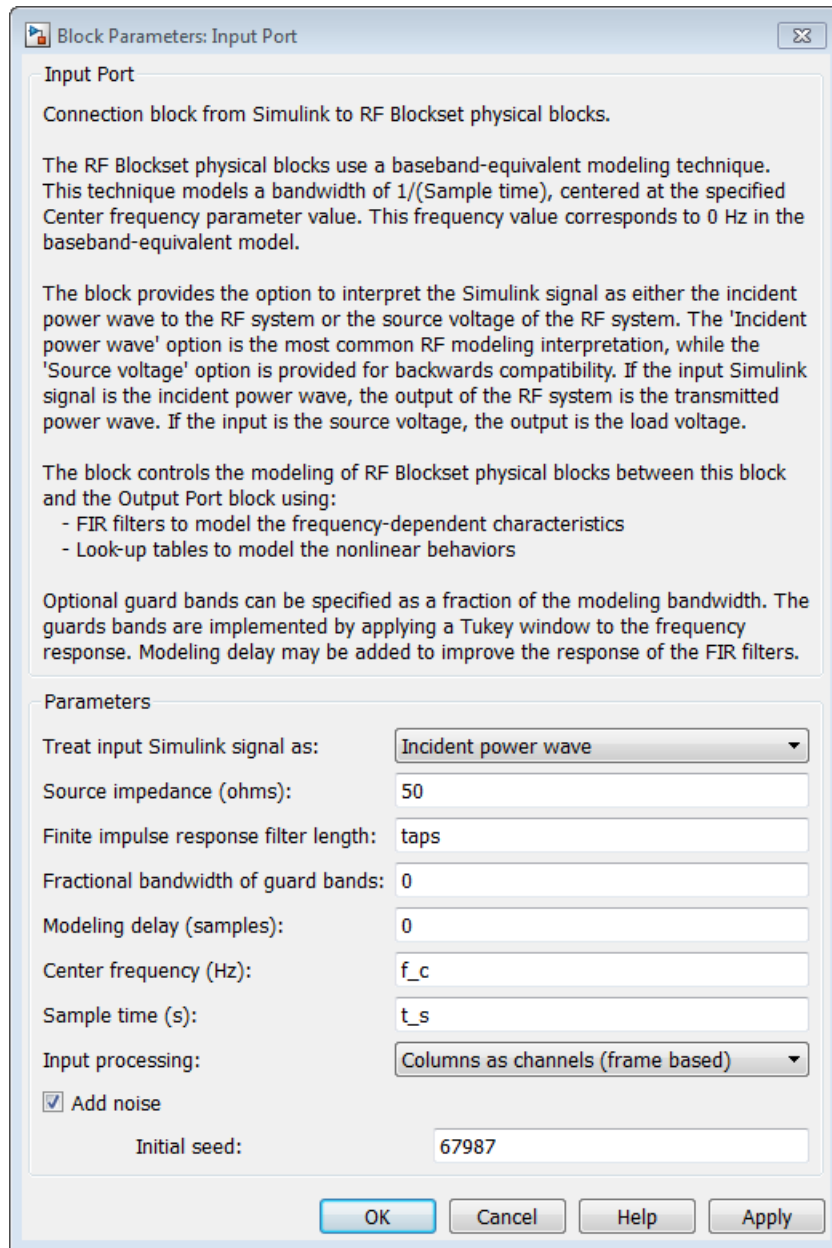 Block Parameters: Input Port
Input Port
Connection block from Simulink to RF Blockset physical blocks.
The RF Blockset physical blocks use a baseband-equivalent modeling technique.
This technique models a bandwidth of 1/(Sample time), centered at the specified
Center frequency parameter value. This frequency value corresponds to 0 Hz in the
baseband-equivalent model.
The block provides the option to interpret the Simulink signal as either the incident
power wave to the RF system or the source voltage of the RF system. The 'Incident
power wave' option is the most common RF modeling interpretation, while the
'Source voltage' option is provided for backwards compatibility. If the input Simulink
signal is the incident power wave, the output of the RF system is the transmitted
power wave. If the input is the source voltage, the output is the load voltage.
The block controls the modeling of RF Blockset physical blocks between this block
and the Output Port block using:
- FIR filters to model the frequency-dependent characteristics
- Look-up tables to model the nonlinear behaviors
Optional guard bands can be specified as a fraction of the modeling bandwidth. The
guards bands are implemented by applying a Tukey window to the frequency
response. Modeling delay may be added to improve the response of the FIR filters.
Parameters
Treat input Simulink signal as: Incident power wave
Source impedance (ohms): 50
Finite impulse response filter length: taps
Fractional bandwidth of guard bands: 0
Modeling delay (samples): 0
Center frequency (Hz): f_c
Sample time (s): t_s
Input processing: Columns as channels (frame based)
Add noise
Initial seed: 67987
OK Cancel Help Apply